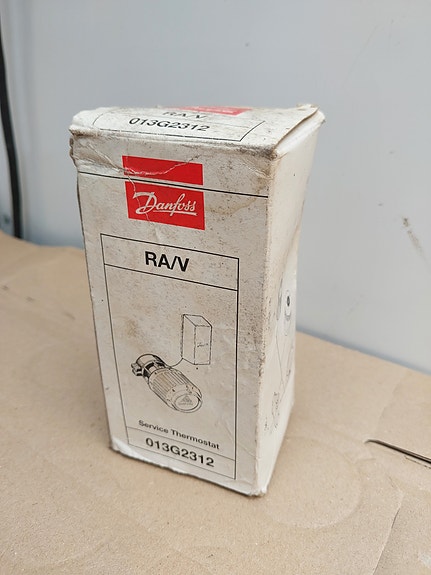 RA/V
013G2312
Danfoss
RA/V
Service Thermostat
013G2312